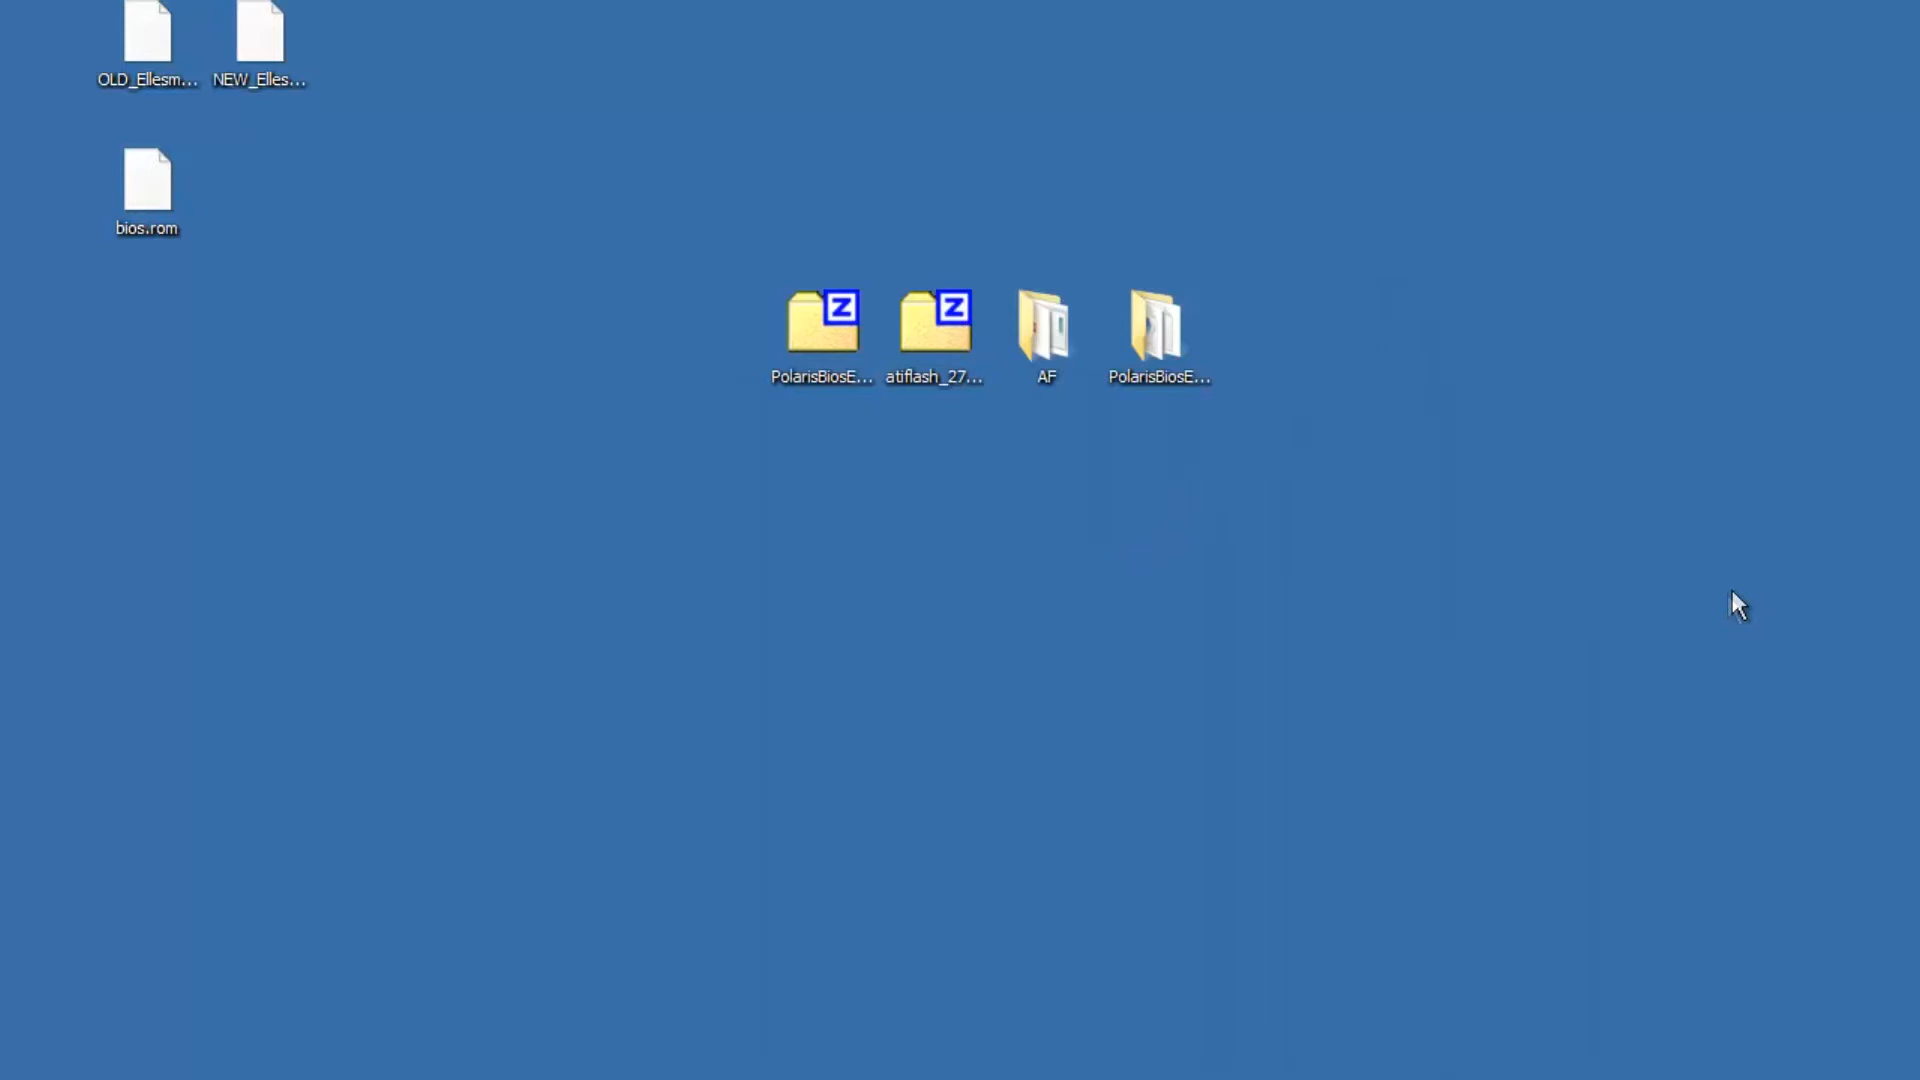 OLD_Ellesm...
NEW_Elles...
bios.rom
Z
Z
PolarisBiosE...
atiflash_27...
AF
PolarisBiosE...